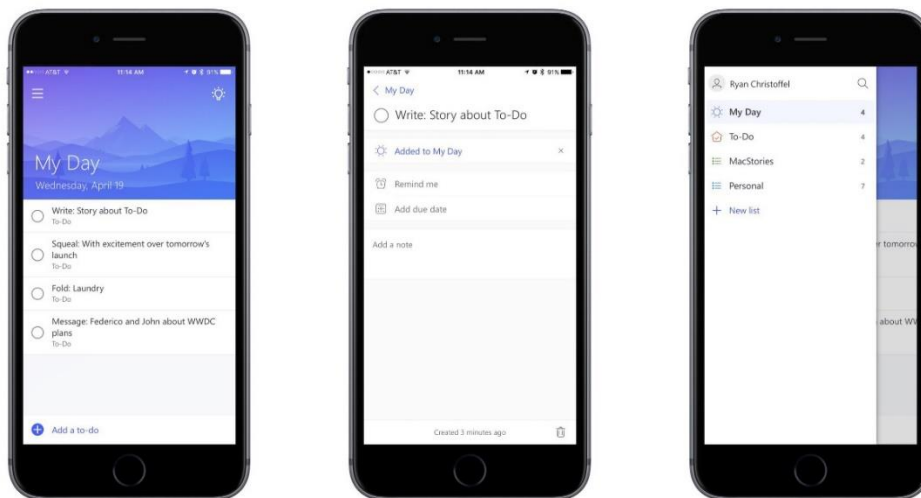 AT&T 11:14 AM 91%
My Day
Wednesday, April 19
Write: Story about To-Do
To-Do
Squeal: With excitement over tomorrow's
launch
To-Do
Fold: Laundry
To-Do
Message: Federico and John about WWDC
plans
To-Do
Add a to-do
AT&T 11:14 AM 91%
My Day
Write: Story about To-Do
Added to My Day
Remind me
Add due date
Add a note
Created 3 minutes ago
Ryan Christoffel
My Day 4
To-Do 4
MacStories 2
Personal 7
New list
r tomorro
about WW